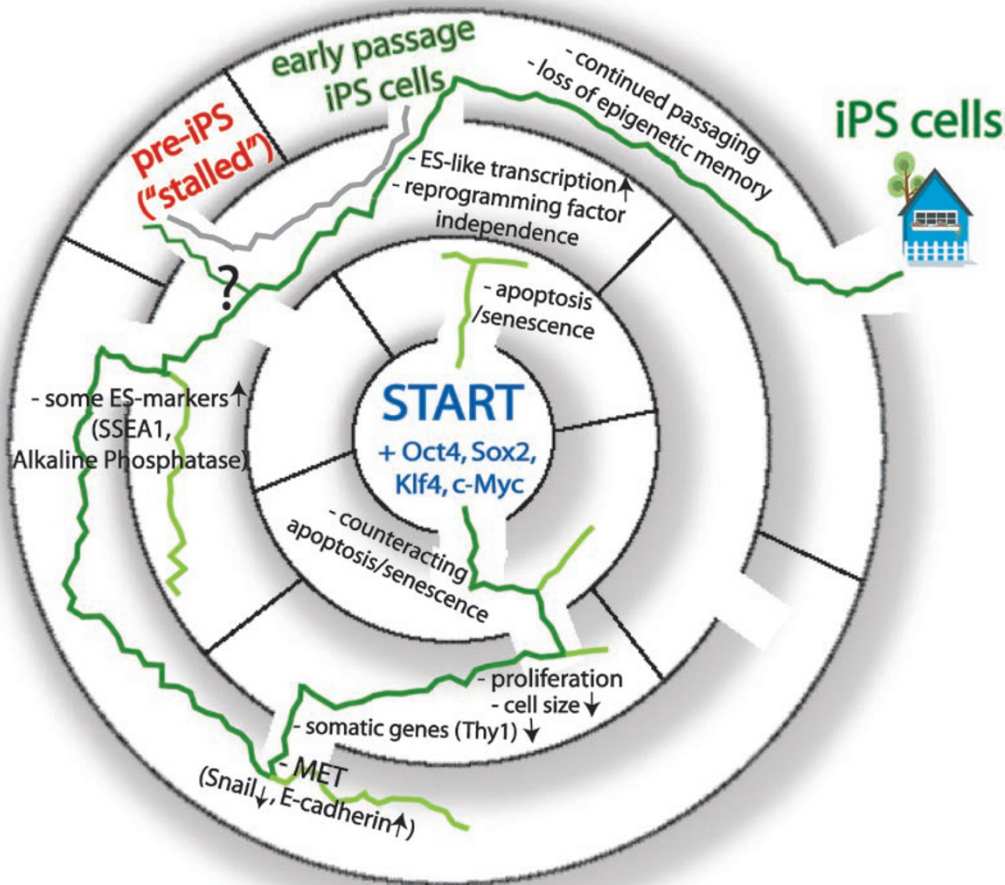 early passage
iPS cells
pre-iPS
("stalled")
- continued passaging
- loss of epigenetic memory
iPS cells
- ES-like transcription↑
- reprogramming factor
independence
- apoptosis
/senescence
?
START
+ Oct4, Sox2,
Klf4, c-Myc
- some ES-markers↑
(SSEA1,
Alkaline Phosphatase)
- counteracting
apoptosis/senescence
- proliferation
- cell size↓
- somatic genes (Thy1)↓
- MET
(Snail↓, E-cadherin↑)